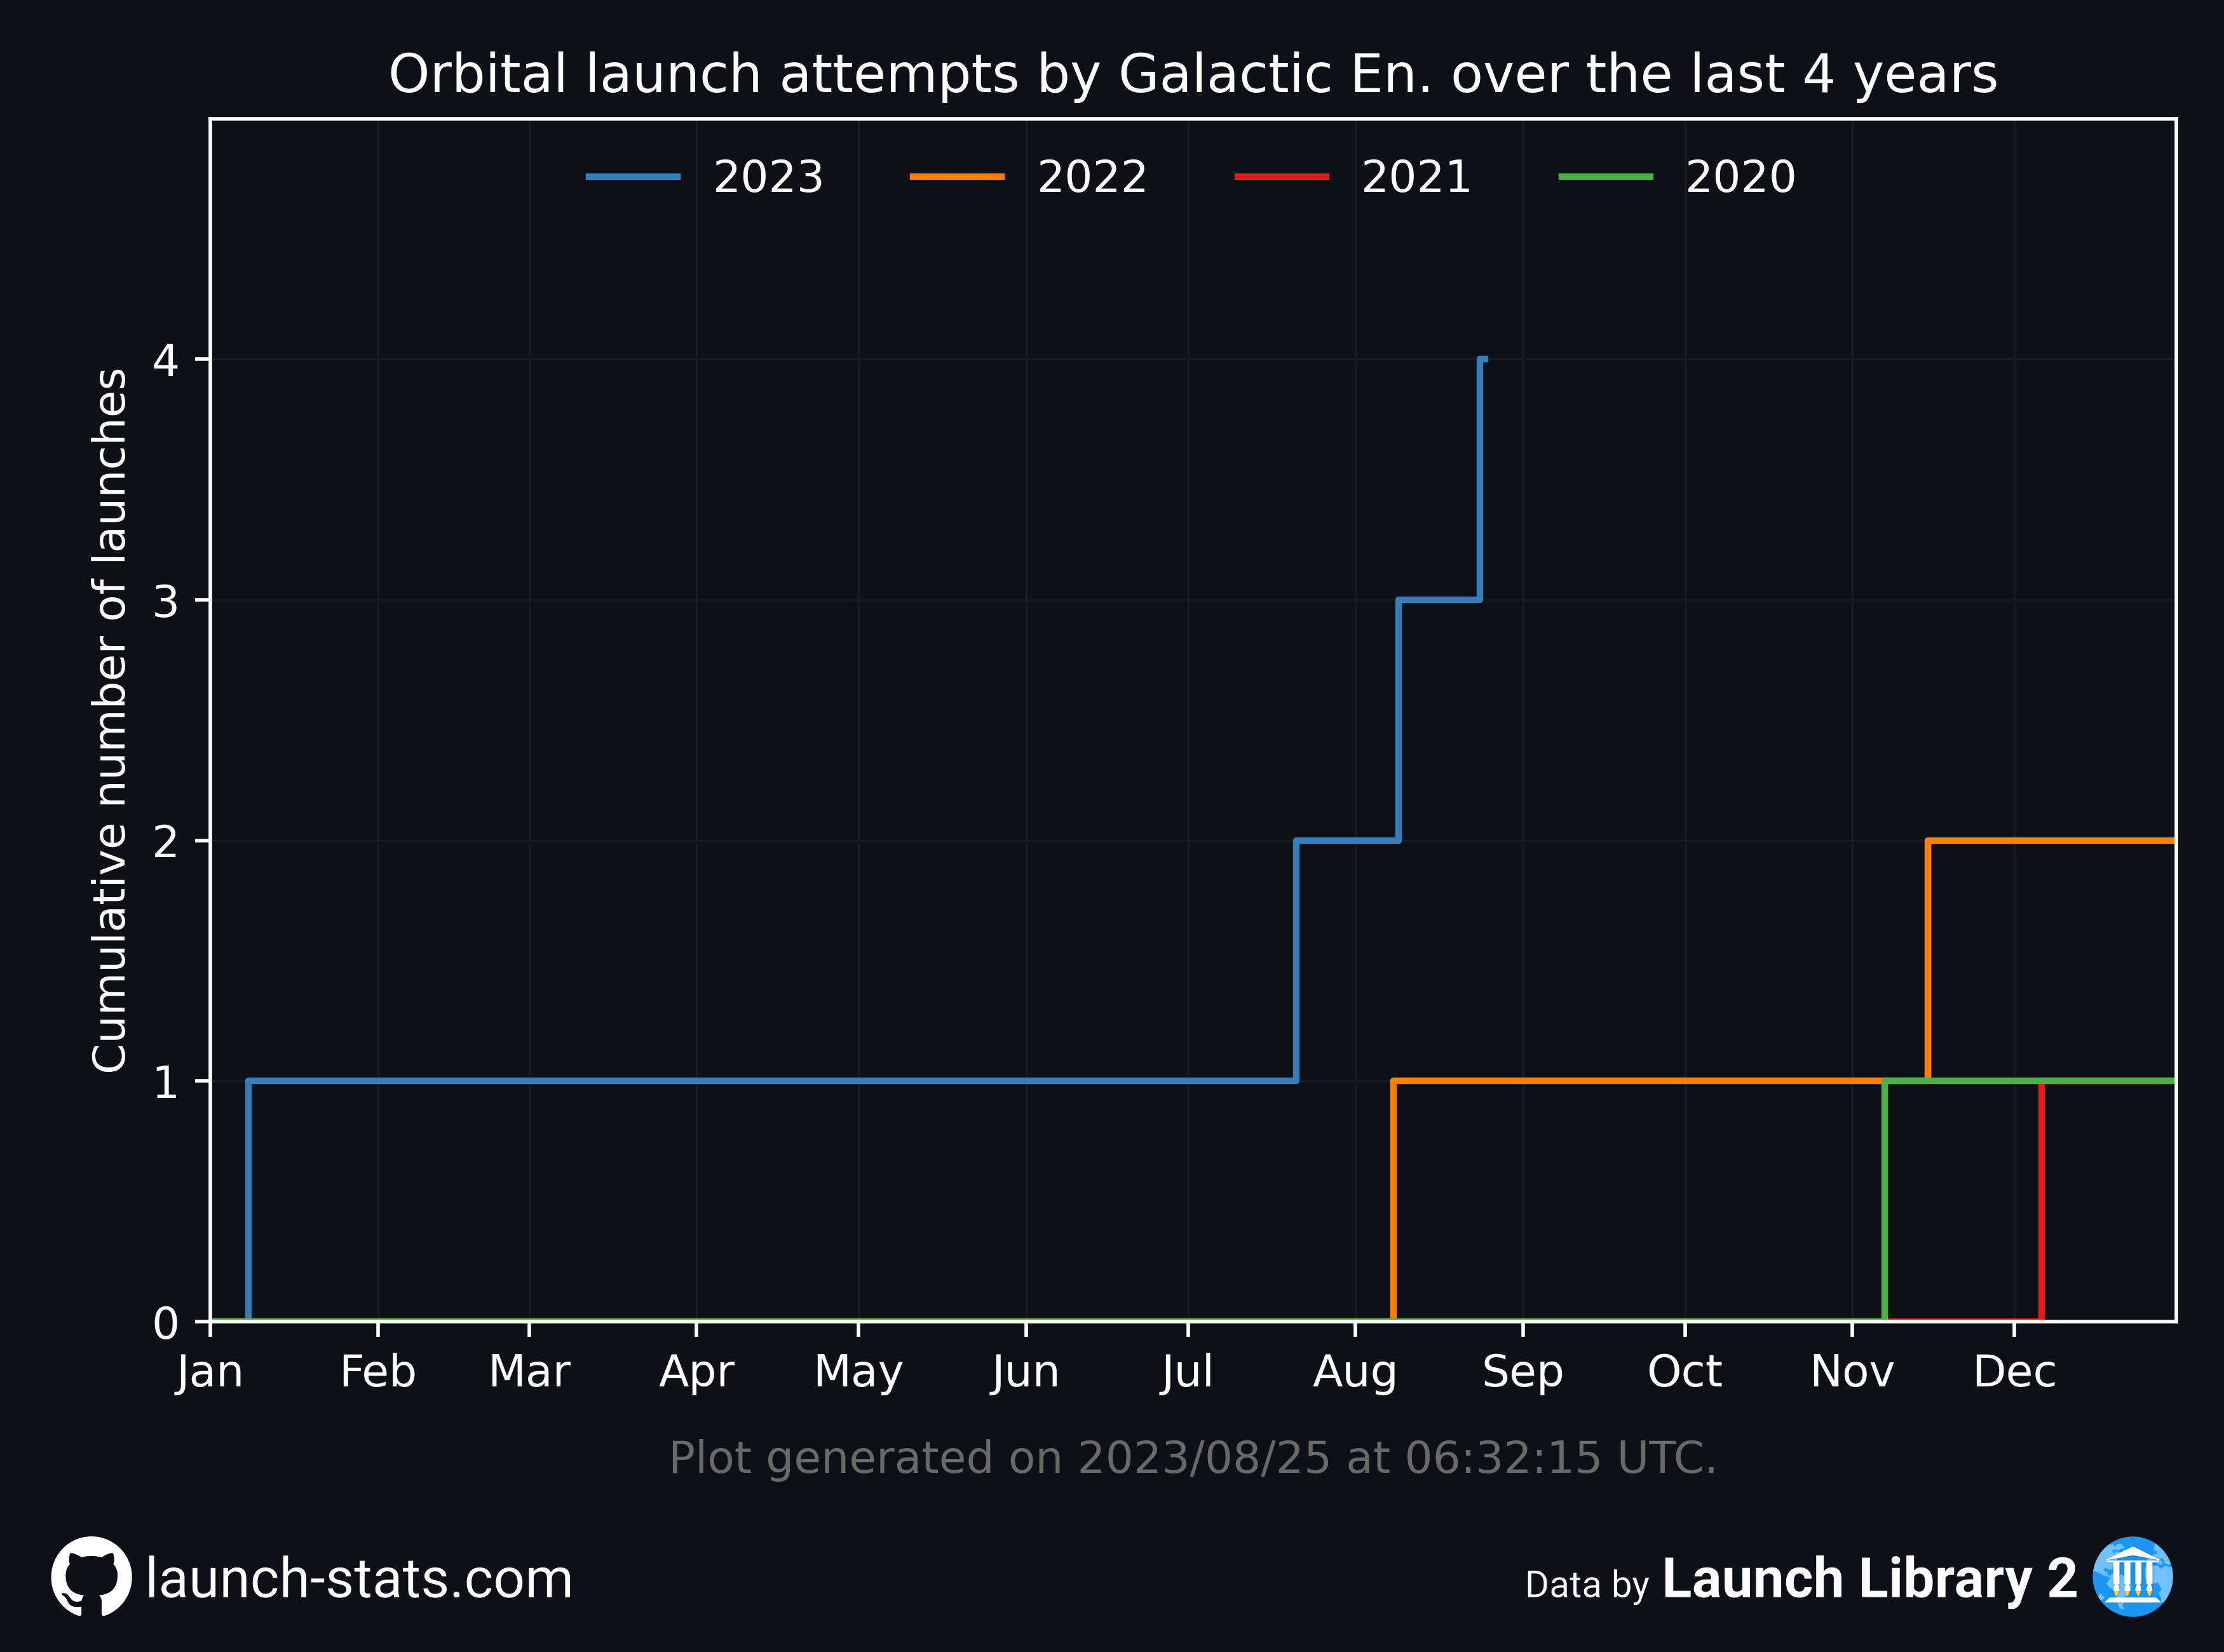 Orbital launch attempts by Galactic En. over the last 4 years
2023 2022 2021 2020
Cumulative number of launches
4
3
2
1
0
Jan Feb Mar Apr May Jun Jul Aug Sep Oct Nov Dec
Plot generated on 2023/08/25 at 06:32:15 UTC.
launch-stats.com
Data by Launch Library 2